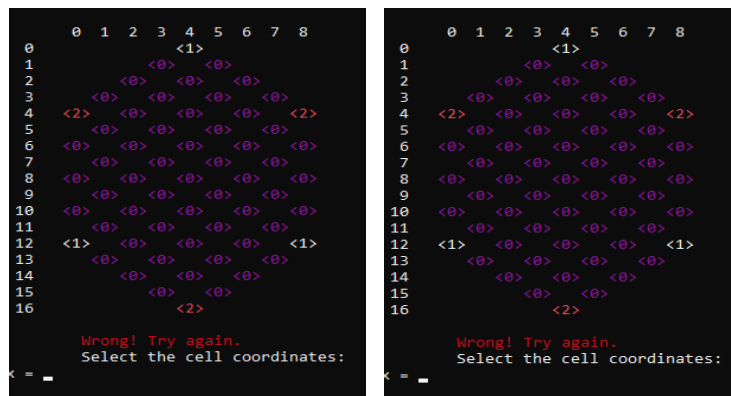 0 1 2 3 4 5 6 7 8
0 <1>
1 <0> <0>
2 <0> <0> <0>
3 <0> <0> <0> <0>
4 <2> <0> <0> <0> <2>
5 <0> <0> <0> <0>
6 <0> <0> <0> <0> <0>
7 <0> <0> <0> <0>
8 <0> <0> <0> <0> <0>
9 <0> <0> <0> <0>
10 <0> <0> <0> <0> <0>
11 <0> <0> <0> <0>
12 <1> <0> <0> <0> <1>
13 <0> <0> <0> <0>
14 <0> <0> <0>
15 <0> <0>
16 <2>
Wrong! Try again.
Select the cell coordinates:
x = _
0 1 2 3 4 5 6 7 8
0 <1>
1 <0> <0>
2 <0> <0> <0>
3 <0> <0> <0> <0>
4 <2> <0> <0> <0> <2>
5 <0> <0> <0> <0>
6 <0> <0> <0> <0> <0>
7 <0> <0> <0> <0>
8 <0> <0> <0> <0> <0>
9 <0> <0> <0> <0>
10 <0> <0> <0> <0> <0>
11 <0> <0> <0> <0>
12 <1> <0> <0> <0> <1>
13 <0> <0> <0> <0>
14 <0> <0> <0>
15 <0> <0>
16 <2>
Wrong! Try again.
Select the cell coordinates:
x = _